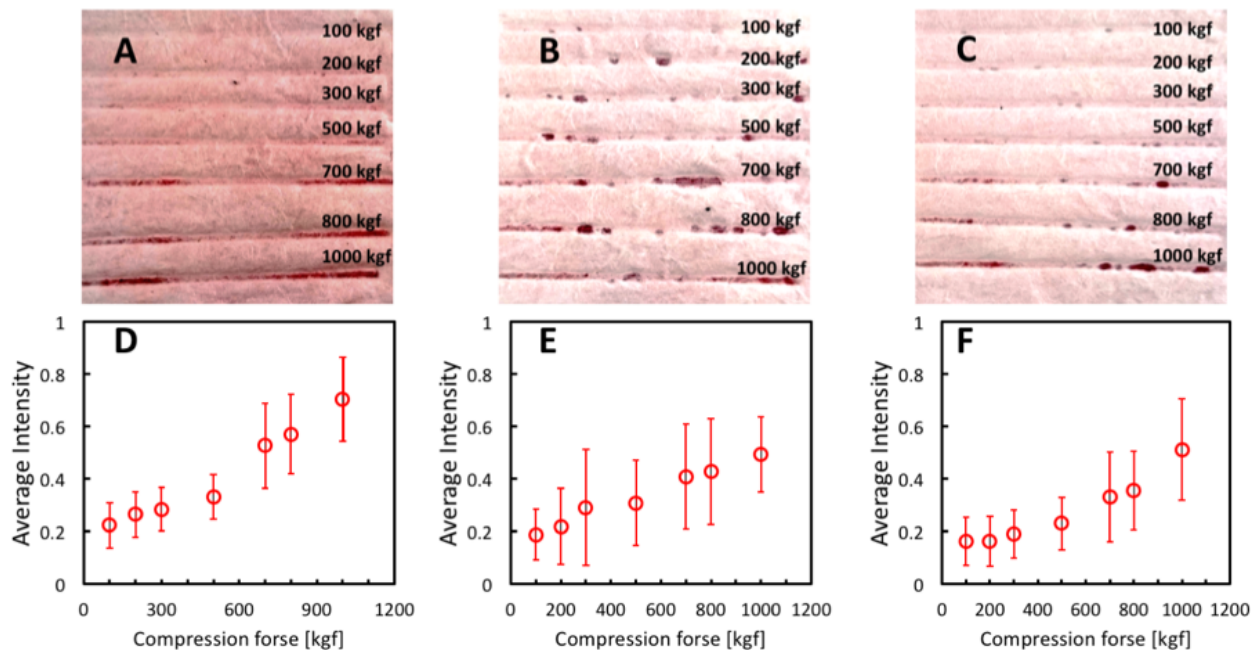 A
100 kgf
200 kgf
300 kgf
500 kgf
700 kgf
800 kgf
1000 kgf
B
100 kgf
200 kgf
300 kgf
500 kgf
700 kgf
800 kgf
1000 kgf
C
100 kgf
200 kgf
300 kgf
500 kgf
700 kgf
800 kgf
1000 kgf
D
Average Intensity
1
0.8
0.6
0.4
0.2
0
0 300 600 900 1200
Compression forse [kgf]
E
Average Intensity
1
0.8
0.6
0.4
0.2
0
0 200 400 600 800 1000 1200
Compression forse [kgf]
F
Average Intensity
1
0.8
0.6
0.4
0.2
0
0 200 400 600 800 1000 1200
Compression forse [kgf]